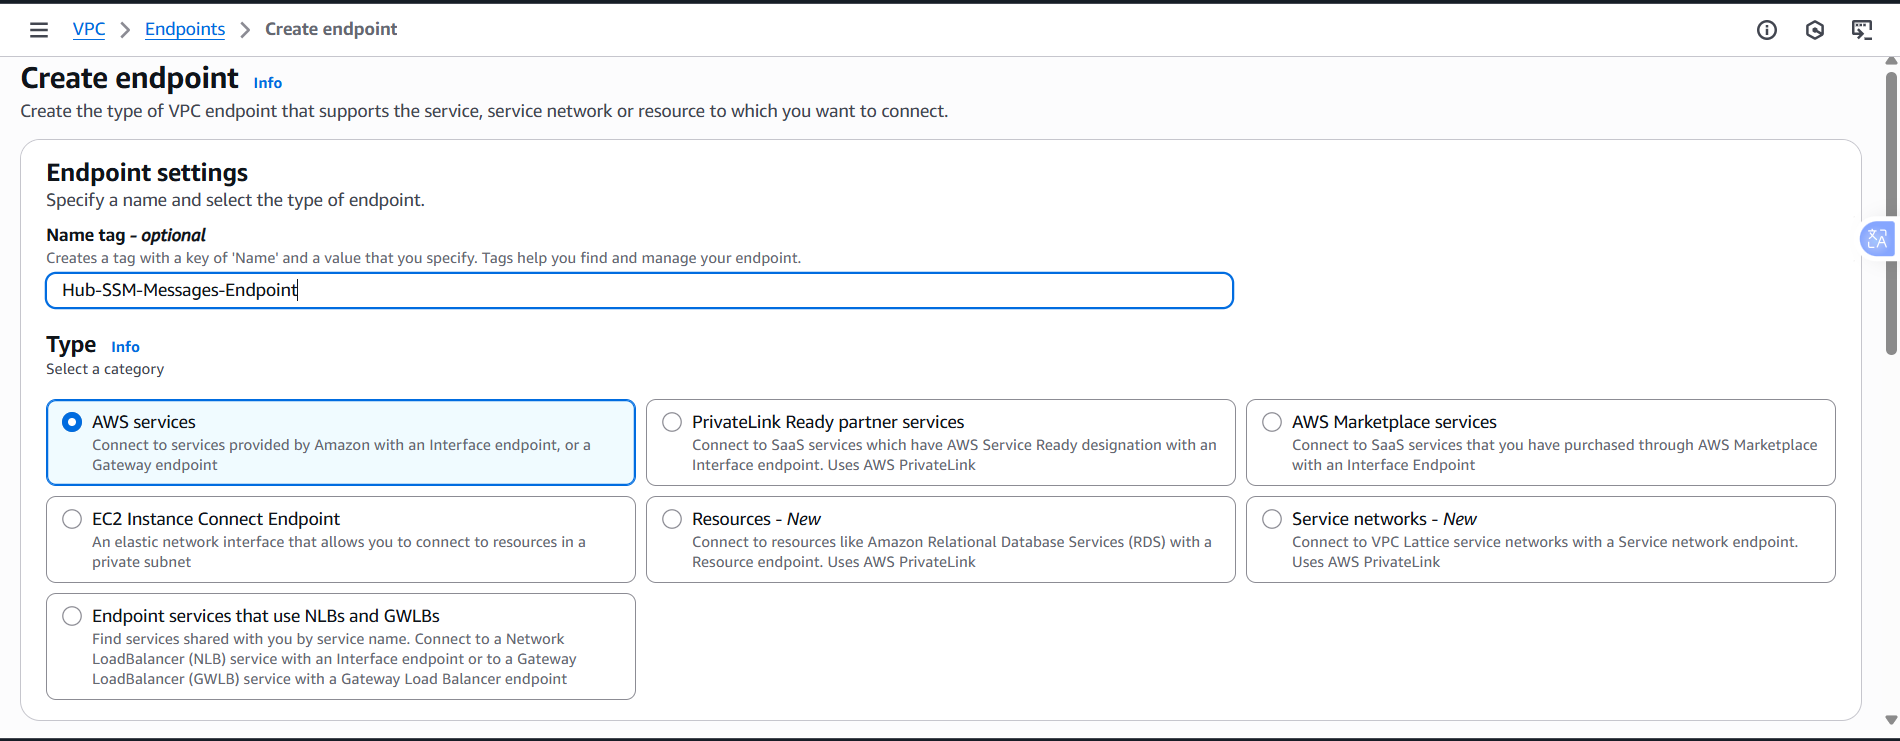 VPC > Endpoints > Create endpoint
Create endpoint Info
Create the type of VPC endpoint that supports the service, service network or resource to which you want to connect.
Endpoint settings
Specify a name and select the type of endpoint.
Name tag - optional
Creates a tag with a key of 'Name' and a value that you specify. Tags help you find and manage your endpoint.
Hub-SSM-Messages-Endpoint
Type Info
Select a category
AWS services
Connect to services provided by Amazon with an Interface endpoint, or a
Gateway endpoint
PrivateLink Ready partner services
Connect to SaaS services which have AWS Service Ready designation with an
Interface endpoint. Uses AWS PrivateLink
AWS Marketplace services
Connect to SaaS services that you have purchased through AWS Marketplace
with an Interface Endpoint
EC2 Instance Connect Endpoint
An elastic network interface that allows you to connect to resources in a
private subnet
Resources - New
Connect to resources like Amazon Relational Database Services (RDS) with a
Resource endpoint. Uses AWS PrivateLink
Service networks - New
Connect to VPC Lattice service networks with a Service network endpoint.
Uses AWS PrivateLink
Endpoint services that use NLBs and GWLBs
Find services shared with you by service name. Connect to a Network
LoadBalancer (NLB) service with an Interface endpoint or to a Gateway
LoadBalancer (GWLB) service with a Gateway Load Balancer endpoint